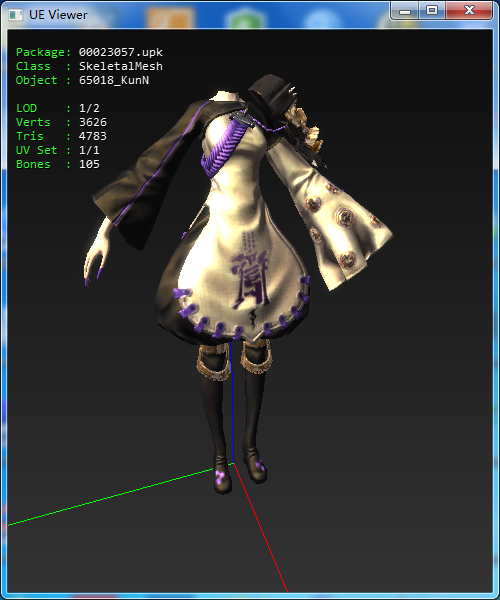 UE Viewer
Package: 00023057.upk
Class : SkeletalMesh
Object : 65018_KunN
LOD : 1/2
Verts : 3626
Tris : 4783
UV Set : 1/1
Bones : 105